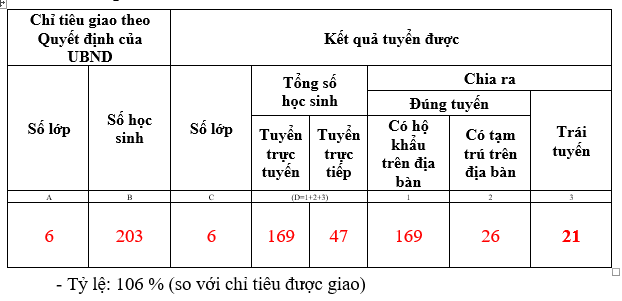 Chỉ tiêu giao theo
Quyết định của
UBND
Kết quả tuyển được
Số lớp
Số học
sinh
Số lớp
Tổng số
học sinh
Chia ra
Đúng tuyến
Trái
tuyến
Tuyển
trực
tuyến
Tuyển
trực
tiếp
Có hộ
khẩu
trên địa
bàn
Có tạm
trú trên
địa bàn
A B C (D=1+2+3) 1 2 3
6 203 6 169 47 169 26 21
- Tỷ lệ: 106 % (so với chỉ tiêu được giao)